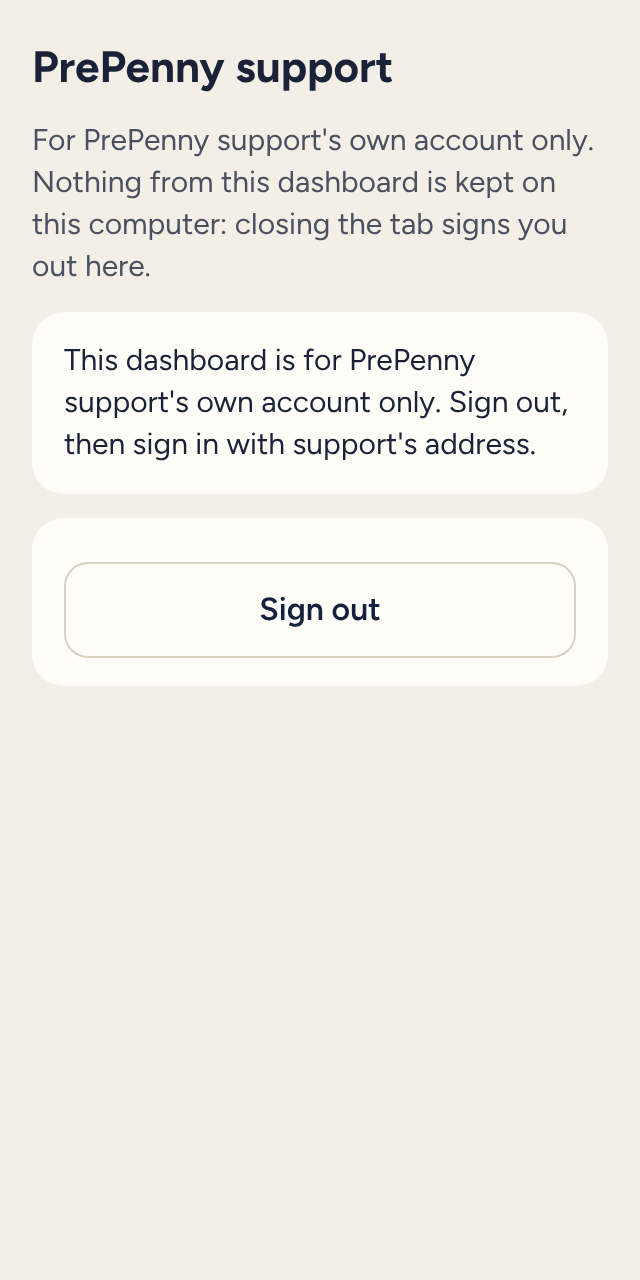 PrePenny support
For PrePenny support's own account only.
Nothing from this dashboard is kept on
this computer: closing the tab signs you
out here.
This dashboard is for PrePenny
support's own account only. Sign out,
then sign in with support's address.
Sign out